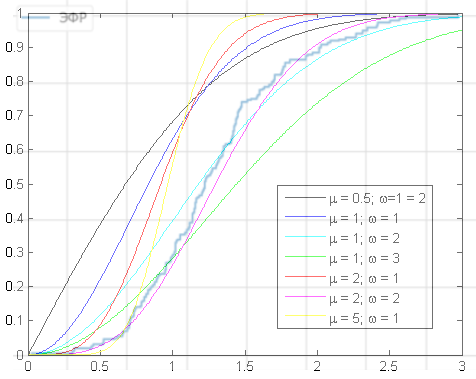 ЭФР
1
0.9
0.8
0.7
0.6
0.5
0.4
0.3
0.2
0.1
0
μ = 0.5; ω=1 = 2
μ = 1; ω = 1
μ = 1; ω = 2
μ = 1; ω = 3
μ = 2; ω = 1
μ = 2; ω = 2
μ = 5; ω = 1
0 0.5 1 1.5 2 2.5 3